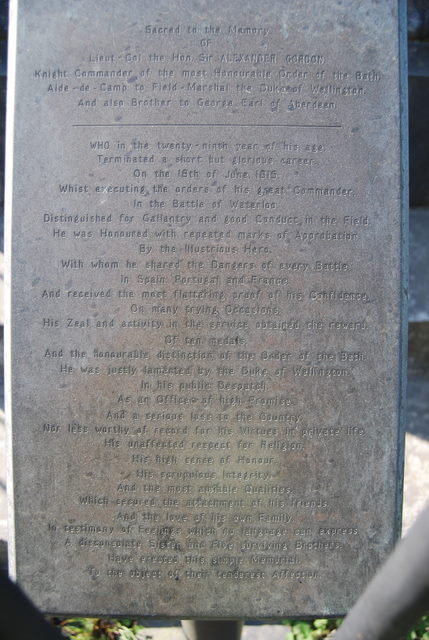 Sacred to the Memory
OF
Lieut-Col the Hon. Sir ALEXANDER GORDON
Knight Commander of the most Honourable Order of the Bath,
Aide-de-Camp to Field-Marshal the Duke of Wellington.
And also Brother to George Earl of Aberdeen
WHO in the twenty-ninth year of his age
Terminated a short but glorious career.
On the 18th of June 1815.
Whilst executing the orders of his great Commander.
In the Battle of Waterloo.
Distinguished for Gallantry and good Conduct in the Field.
He was Honoured with repeated marks of Approbation
By the Illustrious Hero.
With whom he shared the Dangers of every Battle
In Spain Portugal and France
And received the most flattering proof of his Confidence,
On many trying Occasions.
His Zeal and activity in the service obtained the reward.
Of ten medals.
And the honourable distinction of the Order of the Bath.
He was justly lamented by the Duke of Wellington.
In his public Despatch
As an Officer of high Promise.
And a serious loss to the Country
Nor less worthy of record for his Virtues in private life.
His unaffected respect for Religion.
His high sense of Honour
His scrupulous Integrity
And the most amiable Qualities
Which secured the attachment of his friends.
And the love of his own Family.
In testimony of feelings which no language can express
A disconsolate Sister and Five surviving Brothers
Have erected this simple Memorial
To the object of their tenderest Affection